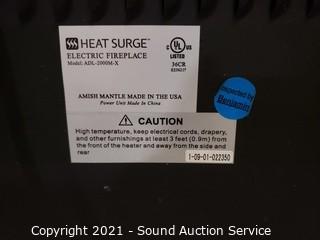 HEAT SURGE
ELECTRIC FIREPLACE
Model: ADL-2000M-X
UL
LISTED
36CR
AMISH MANTLE MADE IN THE USA
Power Unit Made In China
Inspected by
Benjamin
CAUTION
High temperature, keep electrical cords, drapery,
and other furnishings at least 3 feet (0.9m) from the
front of the heater and away from the side and
rear
1-09-01-022350
Copyright 2021 - Sound Auction Service